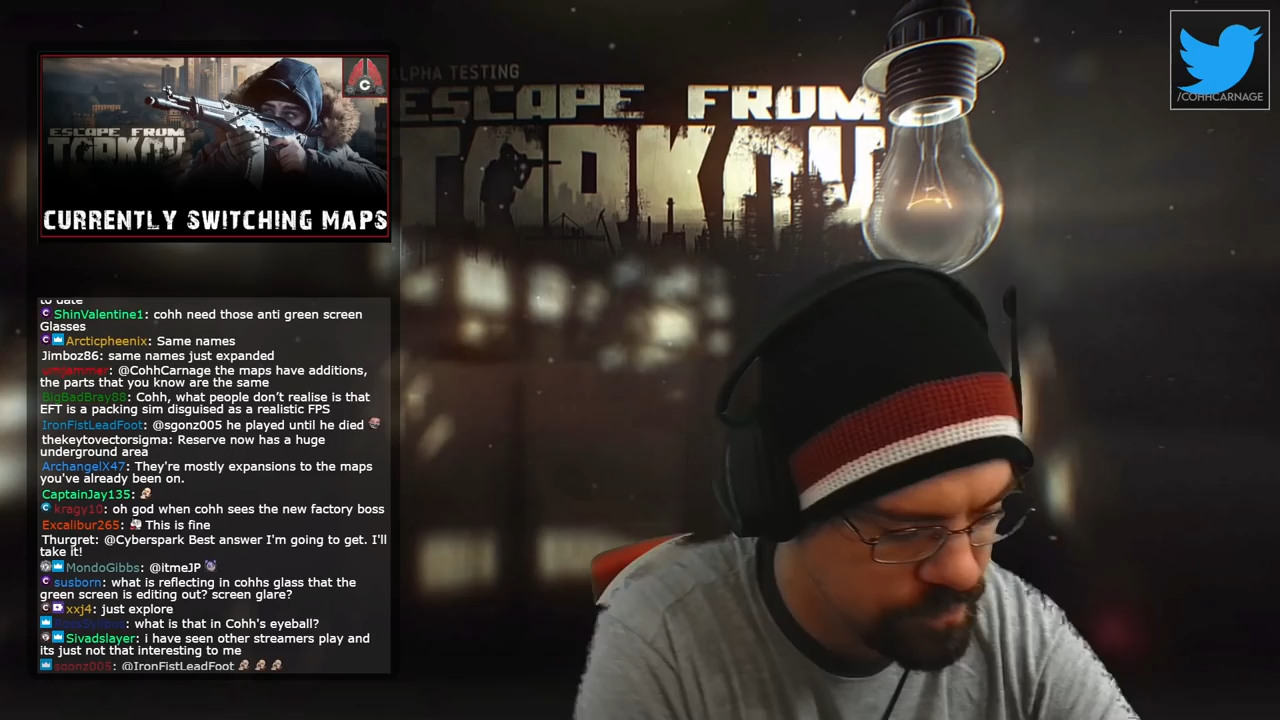 ALPHA TESTING
ESCAPE FROM
TARKOV
/COHHCARNAGE
ESCAPE FROM
TARKOV
C
CURRENTLY SWITCHING MAPS
to date
ShinValentine1: cohh need those anti green screen
Glasses
Arcticpheenix: Same names
Jimboz86: same names just expanded
umjammer: @CohhCarnage the maps have additions,
the parts that you know are the same
BigBadBray88: Cohh, what people don’t realise is that
EFT is a packing sim disguised as a realistic FPS
IronFistLeadFoot: @sgonz005 he played until he died
thekeytovectorsigma: Reserve now has a huge
underground area
ArchangelX47: They're mostly expansions to the maps
you've already been on.
CaptainJay135:
kragy10: oh god when cohh sees the new factory boss
Excalibur265: This is fine
Thurgret: @Cyberspark Best answer I'm going to get. I'll
take it!
MondoGibbs: @itmeJP
susborn: what is reflecting in cohhs glass that the
green screen is editing out? screen glare?
xxj4: just explore
what is that in Cohh's eyeball?
Sivadslayer: i have seen other streamers play and
its just not that interesting to me
sgonz005: @IronFistLeadFoot